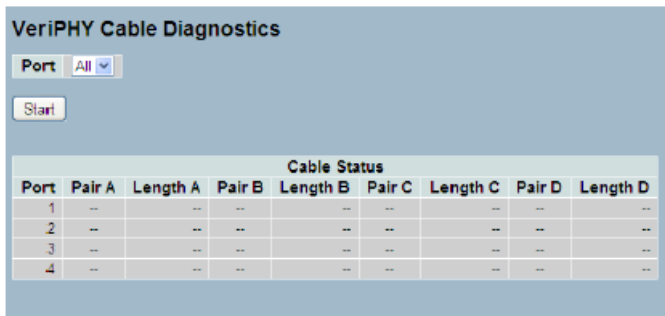 VeriPHY Cable Diagnostics
Port All
Start
Cable Status
Port Pair A Length A Pair B Length B Pair C Length C Pair D Length D
1 -- -- -- -- -- -- -- --
2 -- -- -- -- -- -- -- --
3 -- -- -- -- -- -- -- --
4 -- -- -- -- -- -- -- --